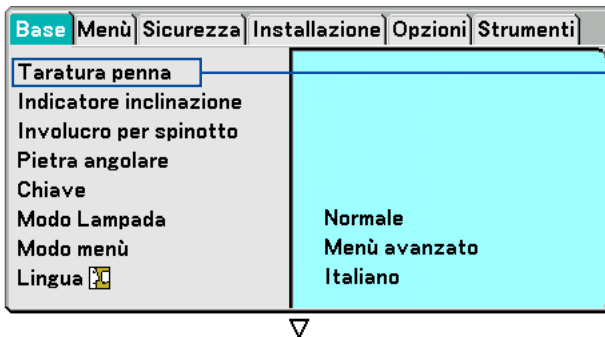 Base Menù Sicurezza Installazione Opzioni Strumenti
Taratura penna
Indicatore inclinazione
Involucro per spinotto
Pietra angolare
Chiave
Modo Lampada Normale
Modo menù Menù avanzato
Lingua Italiano